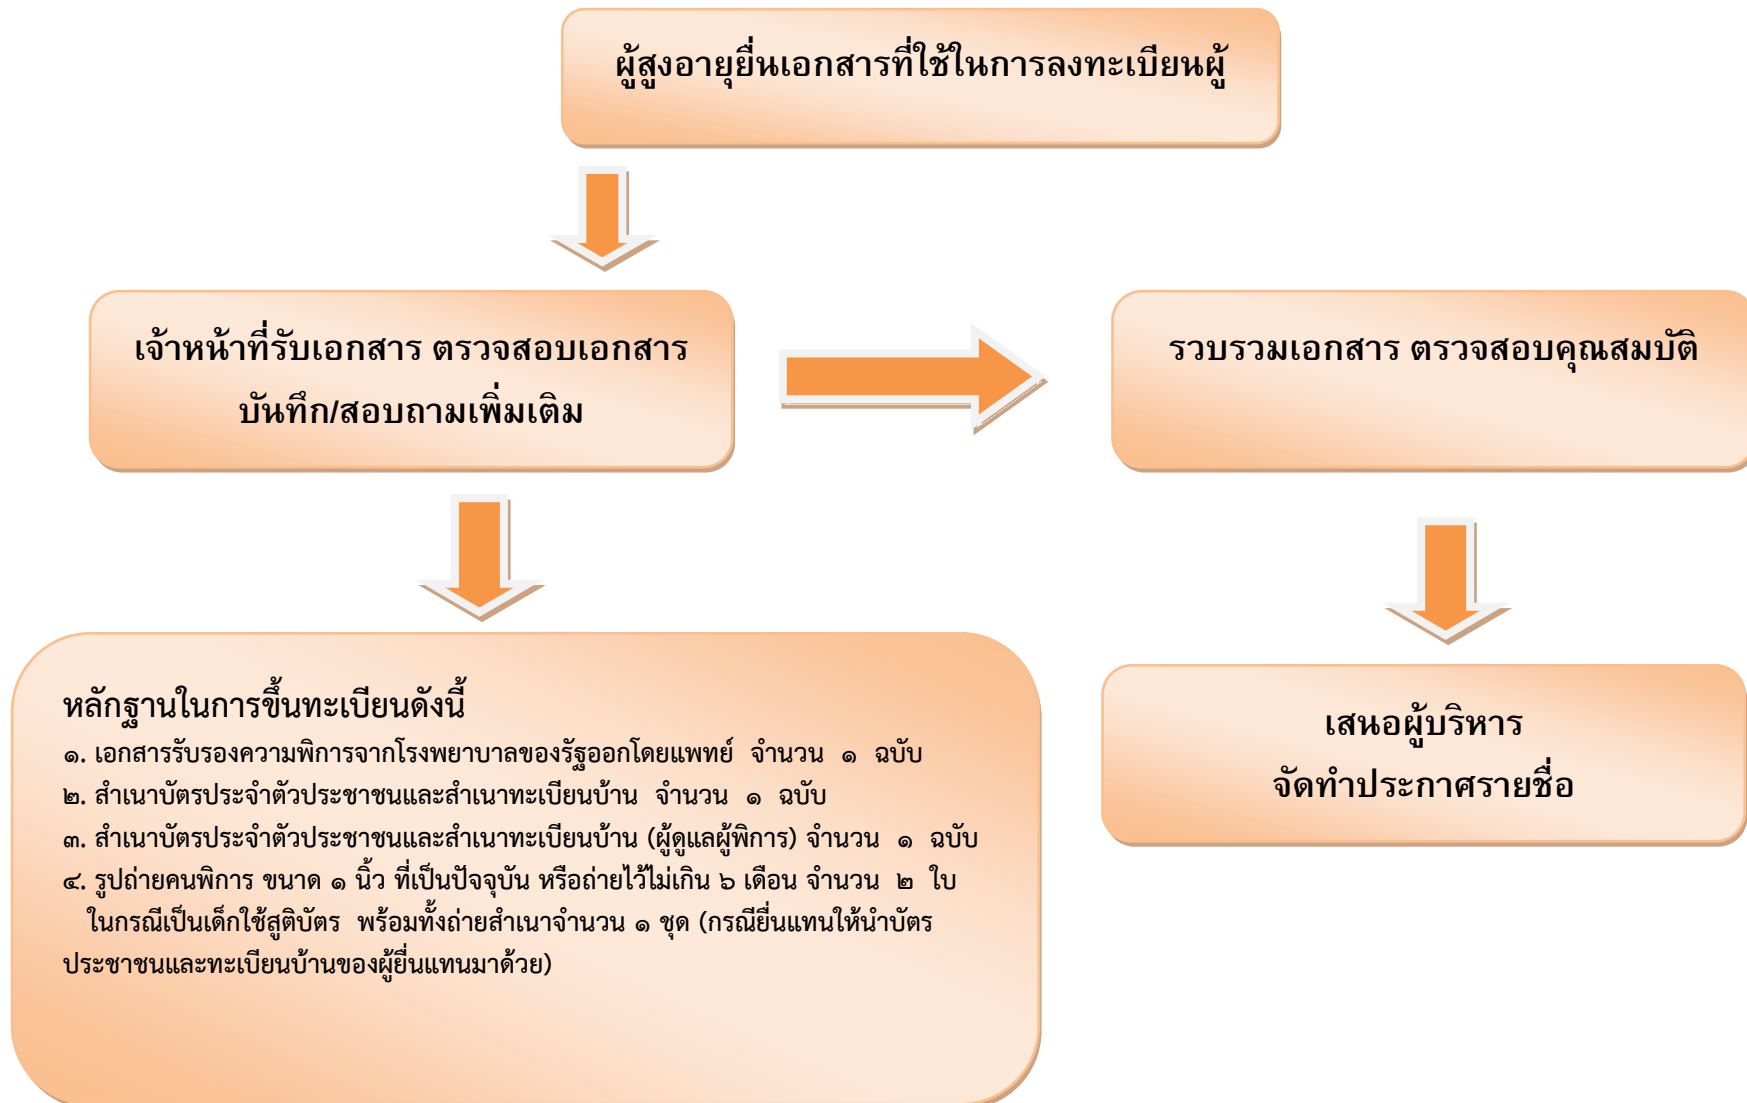 ผู้สูงอายุยื่นเอกสารที่ใช้ในการลงทะเบียนผู้
เจ้าหน้าที่รับเอกสาร ตรวจสอบเอกสาร
บันทึก/สอบถามเพิ่มเติม
รวบรวมเอกสาร ตรวจสอบคุณสมบัติ
หลักฐานในการขึ้นทะเบียนดังนี้
๑. เอกสารรับรองความพิการจากโรงพยาบาลของรัฐออกโดยแพทย์ จำนวน ๑ ฉบับ
๒. สำเนาบัตรประจำตัวประชาชนและสำเนาทะเบียนบ้าน จำนวน ๑ ฉบับ
๓. สำเนาบัตรประจำตัวประชาชนและสำเนาทะเบียนบ้าน (ผู้ดูแลผู้พิการ) จำนวน ๑ ฉบับ
๔. รูปถ่ายคนพิการ ขนาด ๑ นิ้ว ที่เป็นปัจจุบัน หรือถ่ายไว้ไม่เกิน ๖ เดือน จำนวน ๒ ใบ
ในกรณีเป็นเด็กใช้สูติบัตร พร้อมทั้งถ่ายสำเนาจำนวน ๑ ชุด (กรณียื่นแทนให้นำบัตร
ประชาชนและทะเบียนบ้านของผู้ยื่นแทนมาด้วย)
เสนอผู้บริหาร
จัดทำประกาศรายชื่อ